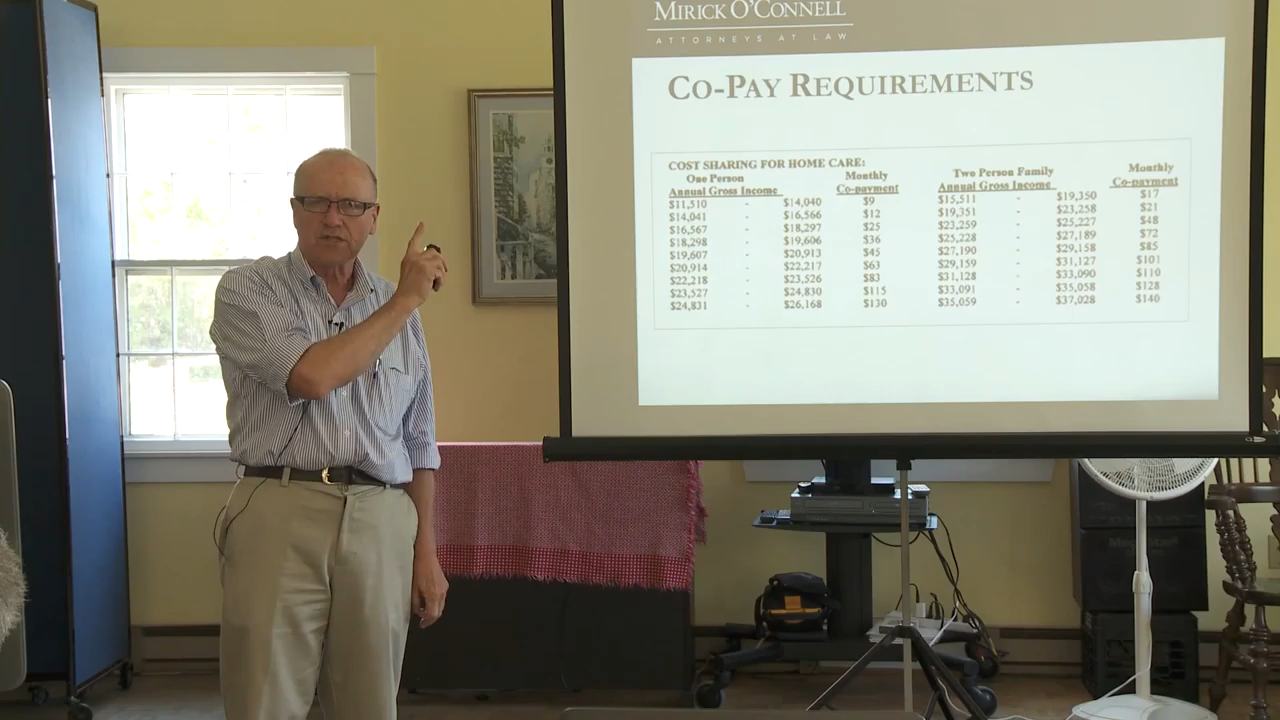 MIRICK O'CONNELL
ATTORNEYS AT LAW
CO-PAY REQUIREMENTS
COST SHARING FOR HOME CARE:
One Person Monthly Two Person Family Monthly
Annual Gross Income Co-payment Annual Gross Income Co-payment
$11,510 - $14,040 $9 $15,511 - $19,350 $17
$14,041 - $16,566 $12 $19,351 - $23,258 $21
$16,567 - $18,297 $25 $23,259 - $25,227 $48
$18,298 - $19,606 $36 $25,228 - $27,189 $72
$19,607 - $20,913 $45 $27,190 - $29,158 $85
$20,914 - $22,217 $63 $29,159 - $31,127 $101
$22,218 - $23,526 $83 $31,128 - $33,090 $110
$23,527 - $24,830 $115 $33,091 - $35,058 $128
$24,831 - $26,168 $130 $35,059 - $37,028 $140